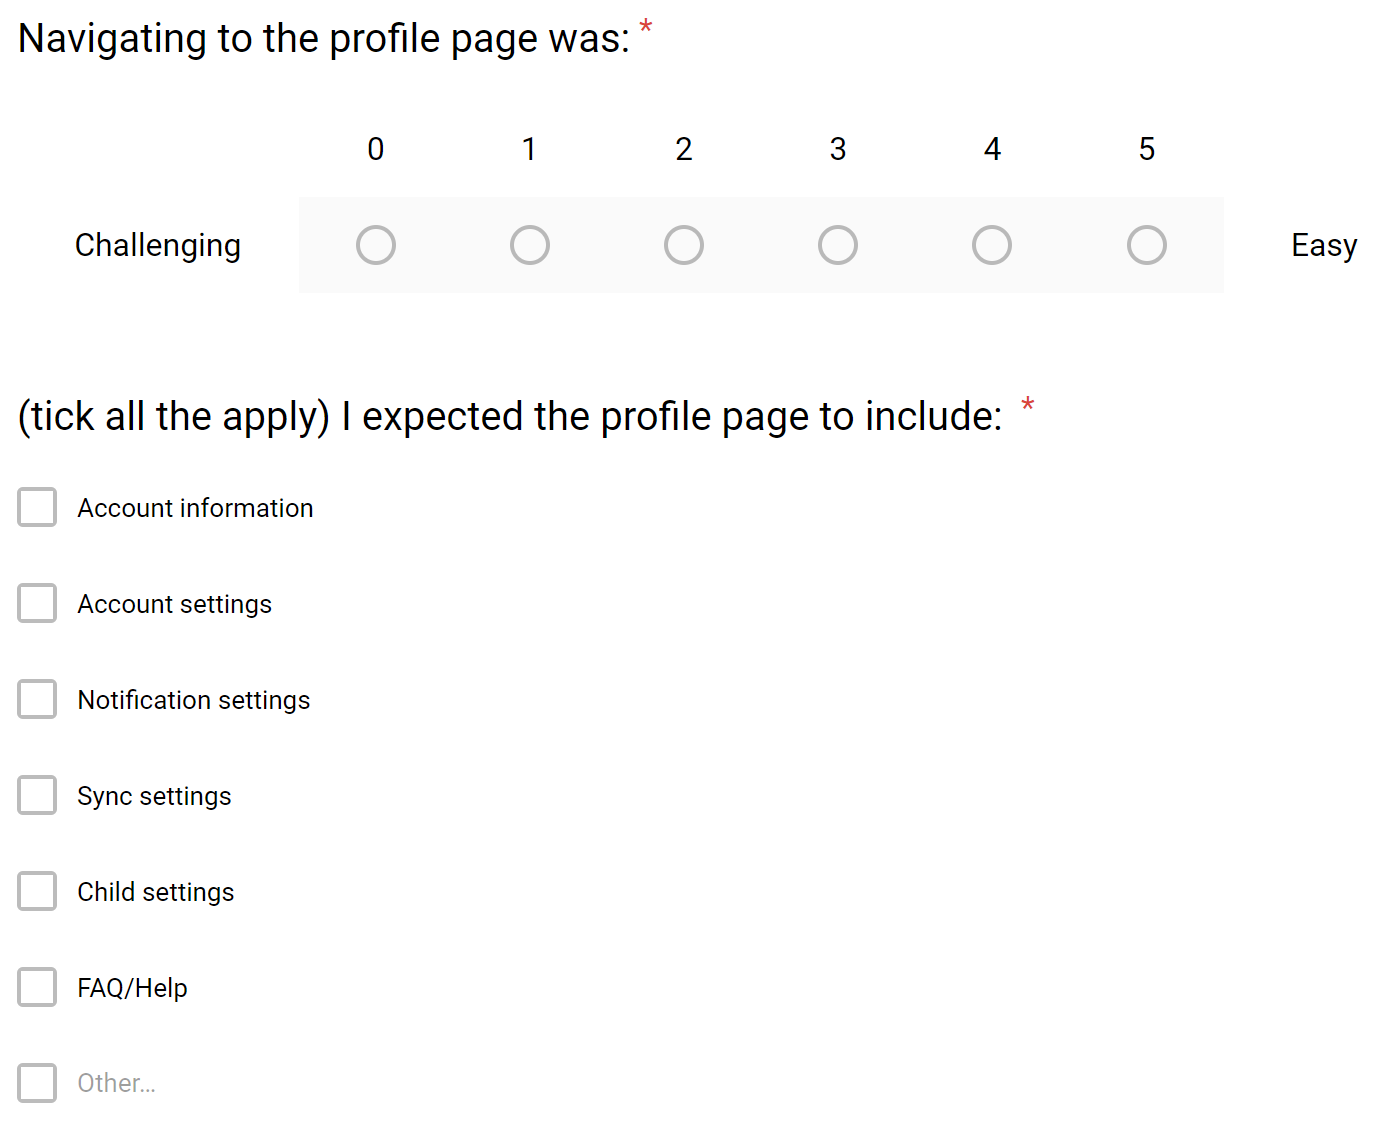 Navigating to the profile page was: *
0 1 2 3 4 5
Challenging Easy
(tick all the apply) I expected the profile page to include: *
Account information
Account settings
Notification settings
Sync settings
Child settings
FAQ/Help
Other...